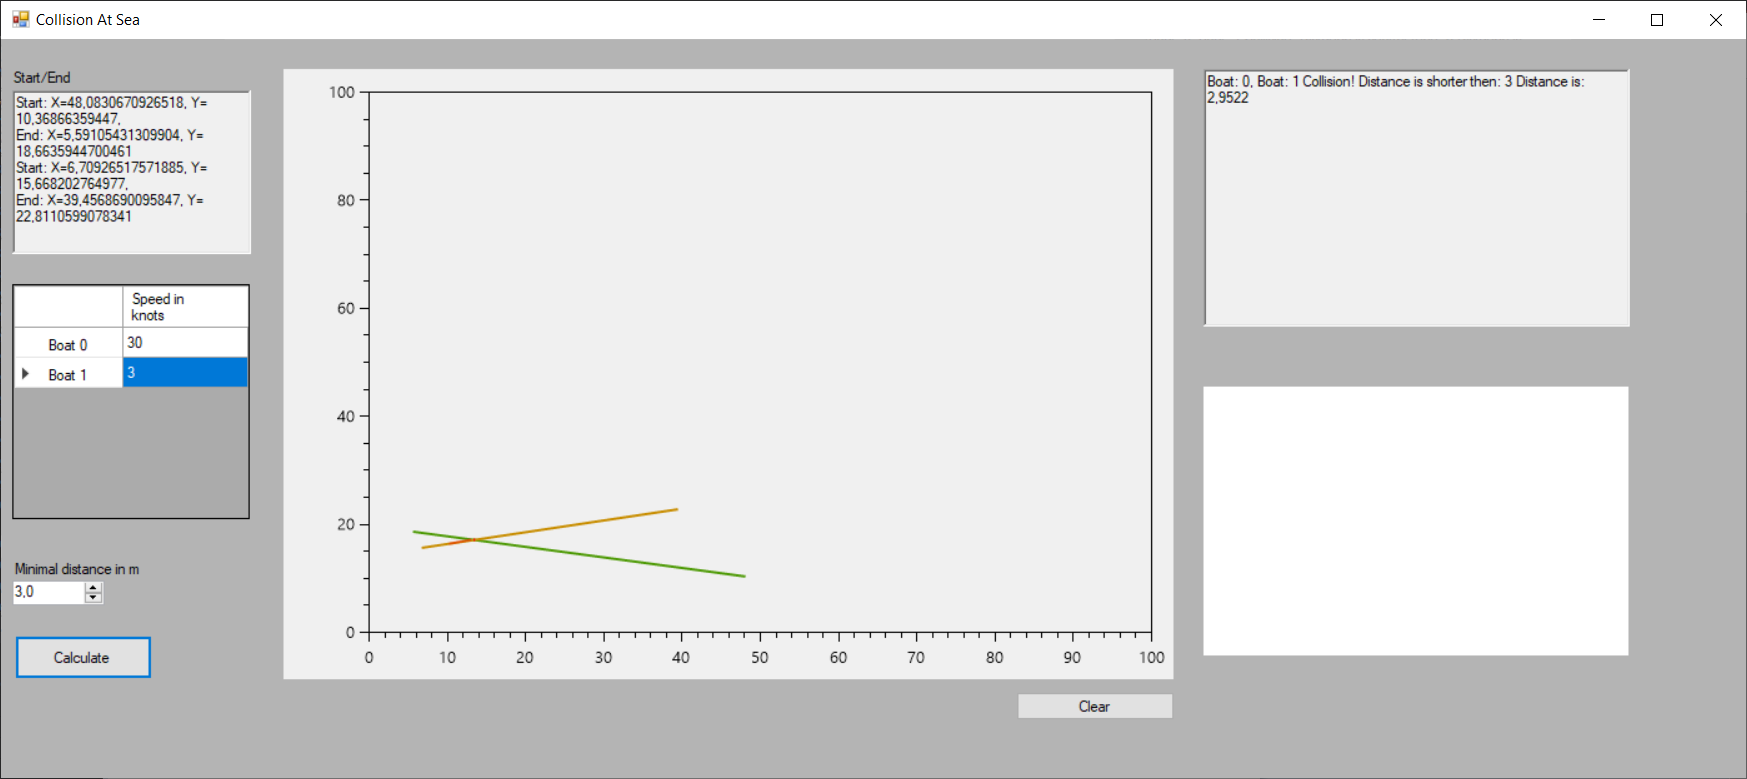 Collision At Sea
Start/End
Start: X=48,0830670926518, Y=
10,36866359447,
End: X=5,59105431309904, Y=
18,6635944700461
Start: X=6,70926517571885, Y=
15,668202764977,
End: X=39,4568690095847, Y=
22,8110599078341
Speed in
knots
Boat 0 30
Boat 1 3
Minimal distance in m
3,0
Calculate
100
80
60
40
20
0
0 10 20 30 40 50 60 70 80 90 100
Clear
Boat: 0, Boat: 1 Collision! Distance is shorter then: 3 Distance is:
2,9522